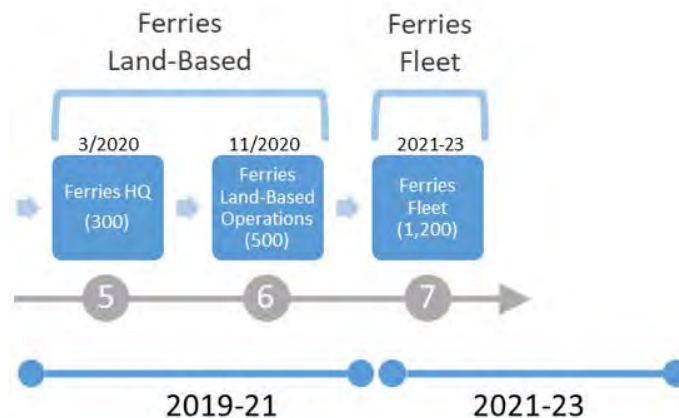 Ferries
Land-Based
Ferries
Fleet
3/2020
11/2020
2021-23
Ferries HQ
(300)
Ferries
Land-Based
Operations
(500)
Ferries
Fleet
(1,200)
5
6
7
2019-21
2021-23